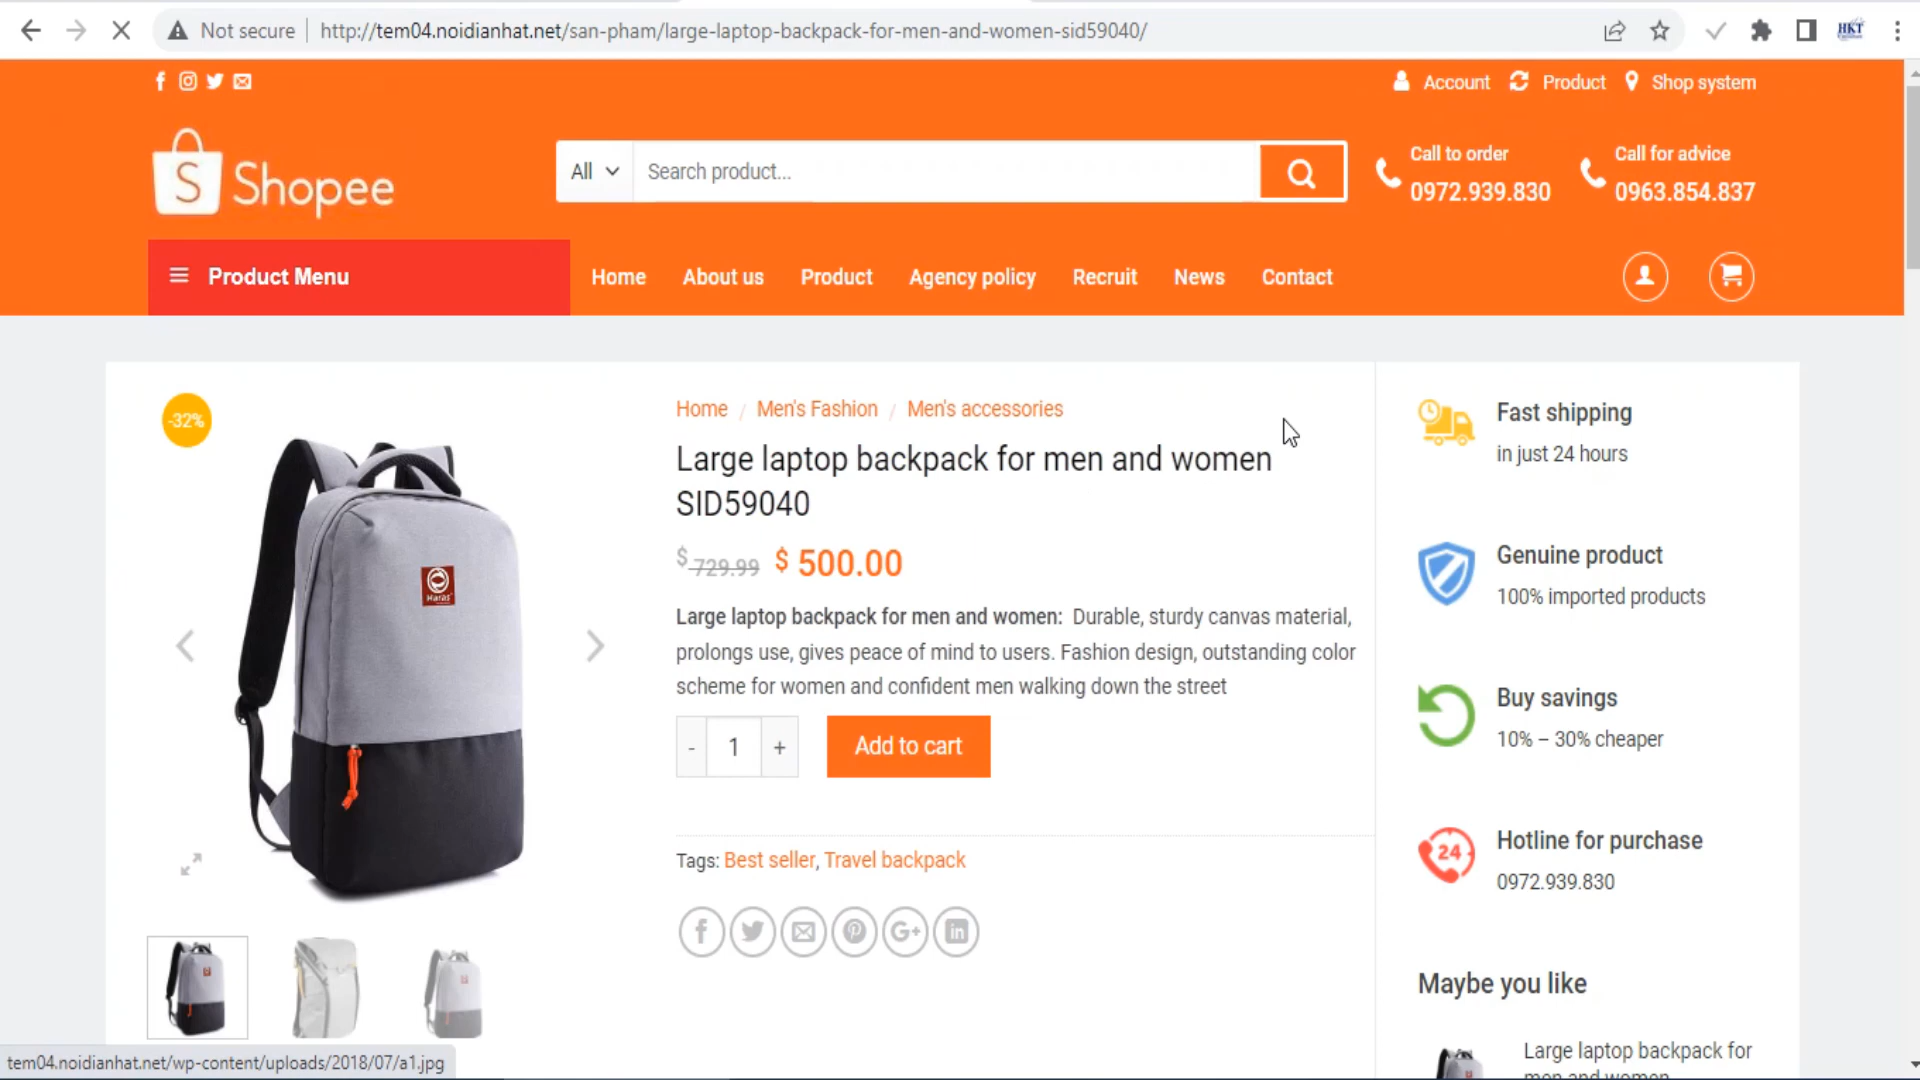 Not secure
http://tem04.noidianhat.net/san-pham/large-laptop-backpack-for-men-and-women-sid59040/
HKT
Account
Product
Shop system
S Shopee
All
Search product...
Call to order
0972.939.830
Call for advice
0963.854.837
Product Menu
Home
About us
Product
Agency policy
Recruit
News
Contact
-32%
Haras
Home / Men's Fashion / Men's accessories
Large laptop backpack for men and women
SID59040
$ 729.99 $ 500.00
Large laptop backpack for men and women: Durable, sturdy canvas material,
prolongs use, gives peace of mind to users. Fashion design, outstanding color
scheme for women and confident men walking down the street
- 1 +
Add to cart
Tags: Best seller, Travel backpack
Fast shipping
in just 24 hours
Genuine product
100% imported products
Buy savings
10% – 30% cheaper
24
Hotline for purchase
0972.939.830
Maybe you like
Large laptop backpack for
men and women
tem04.noidianhat.net/wp-content/uploads/2018/07/a1.jpg